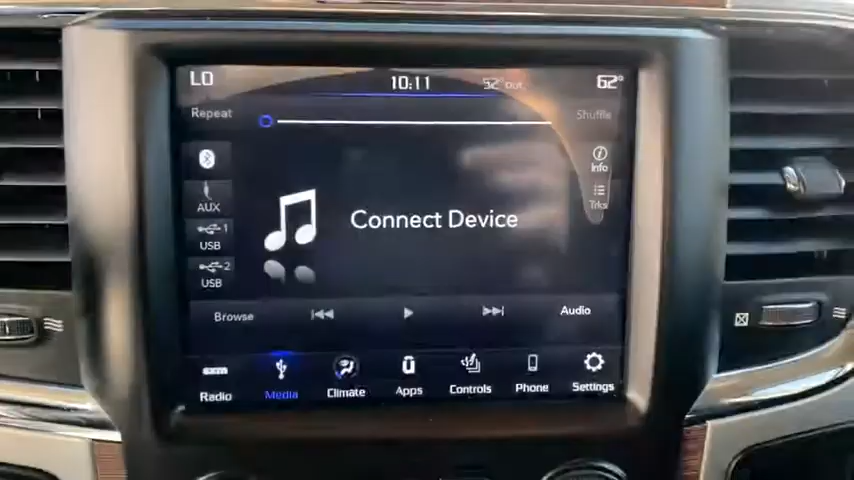 LO
10:11
52° Out
62°
Repeat
Shuffle
Info
AUX
Trks
1
USB
2
USB
Connect Device
Browse
Audio
sxm
Radio
Media
Climate
Apps
Controls
Phone
Settings